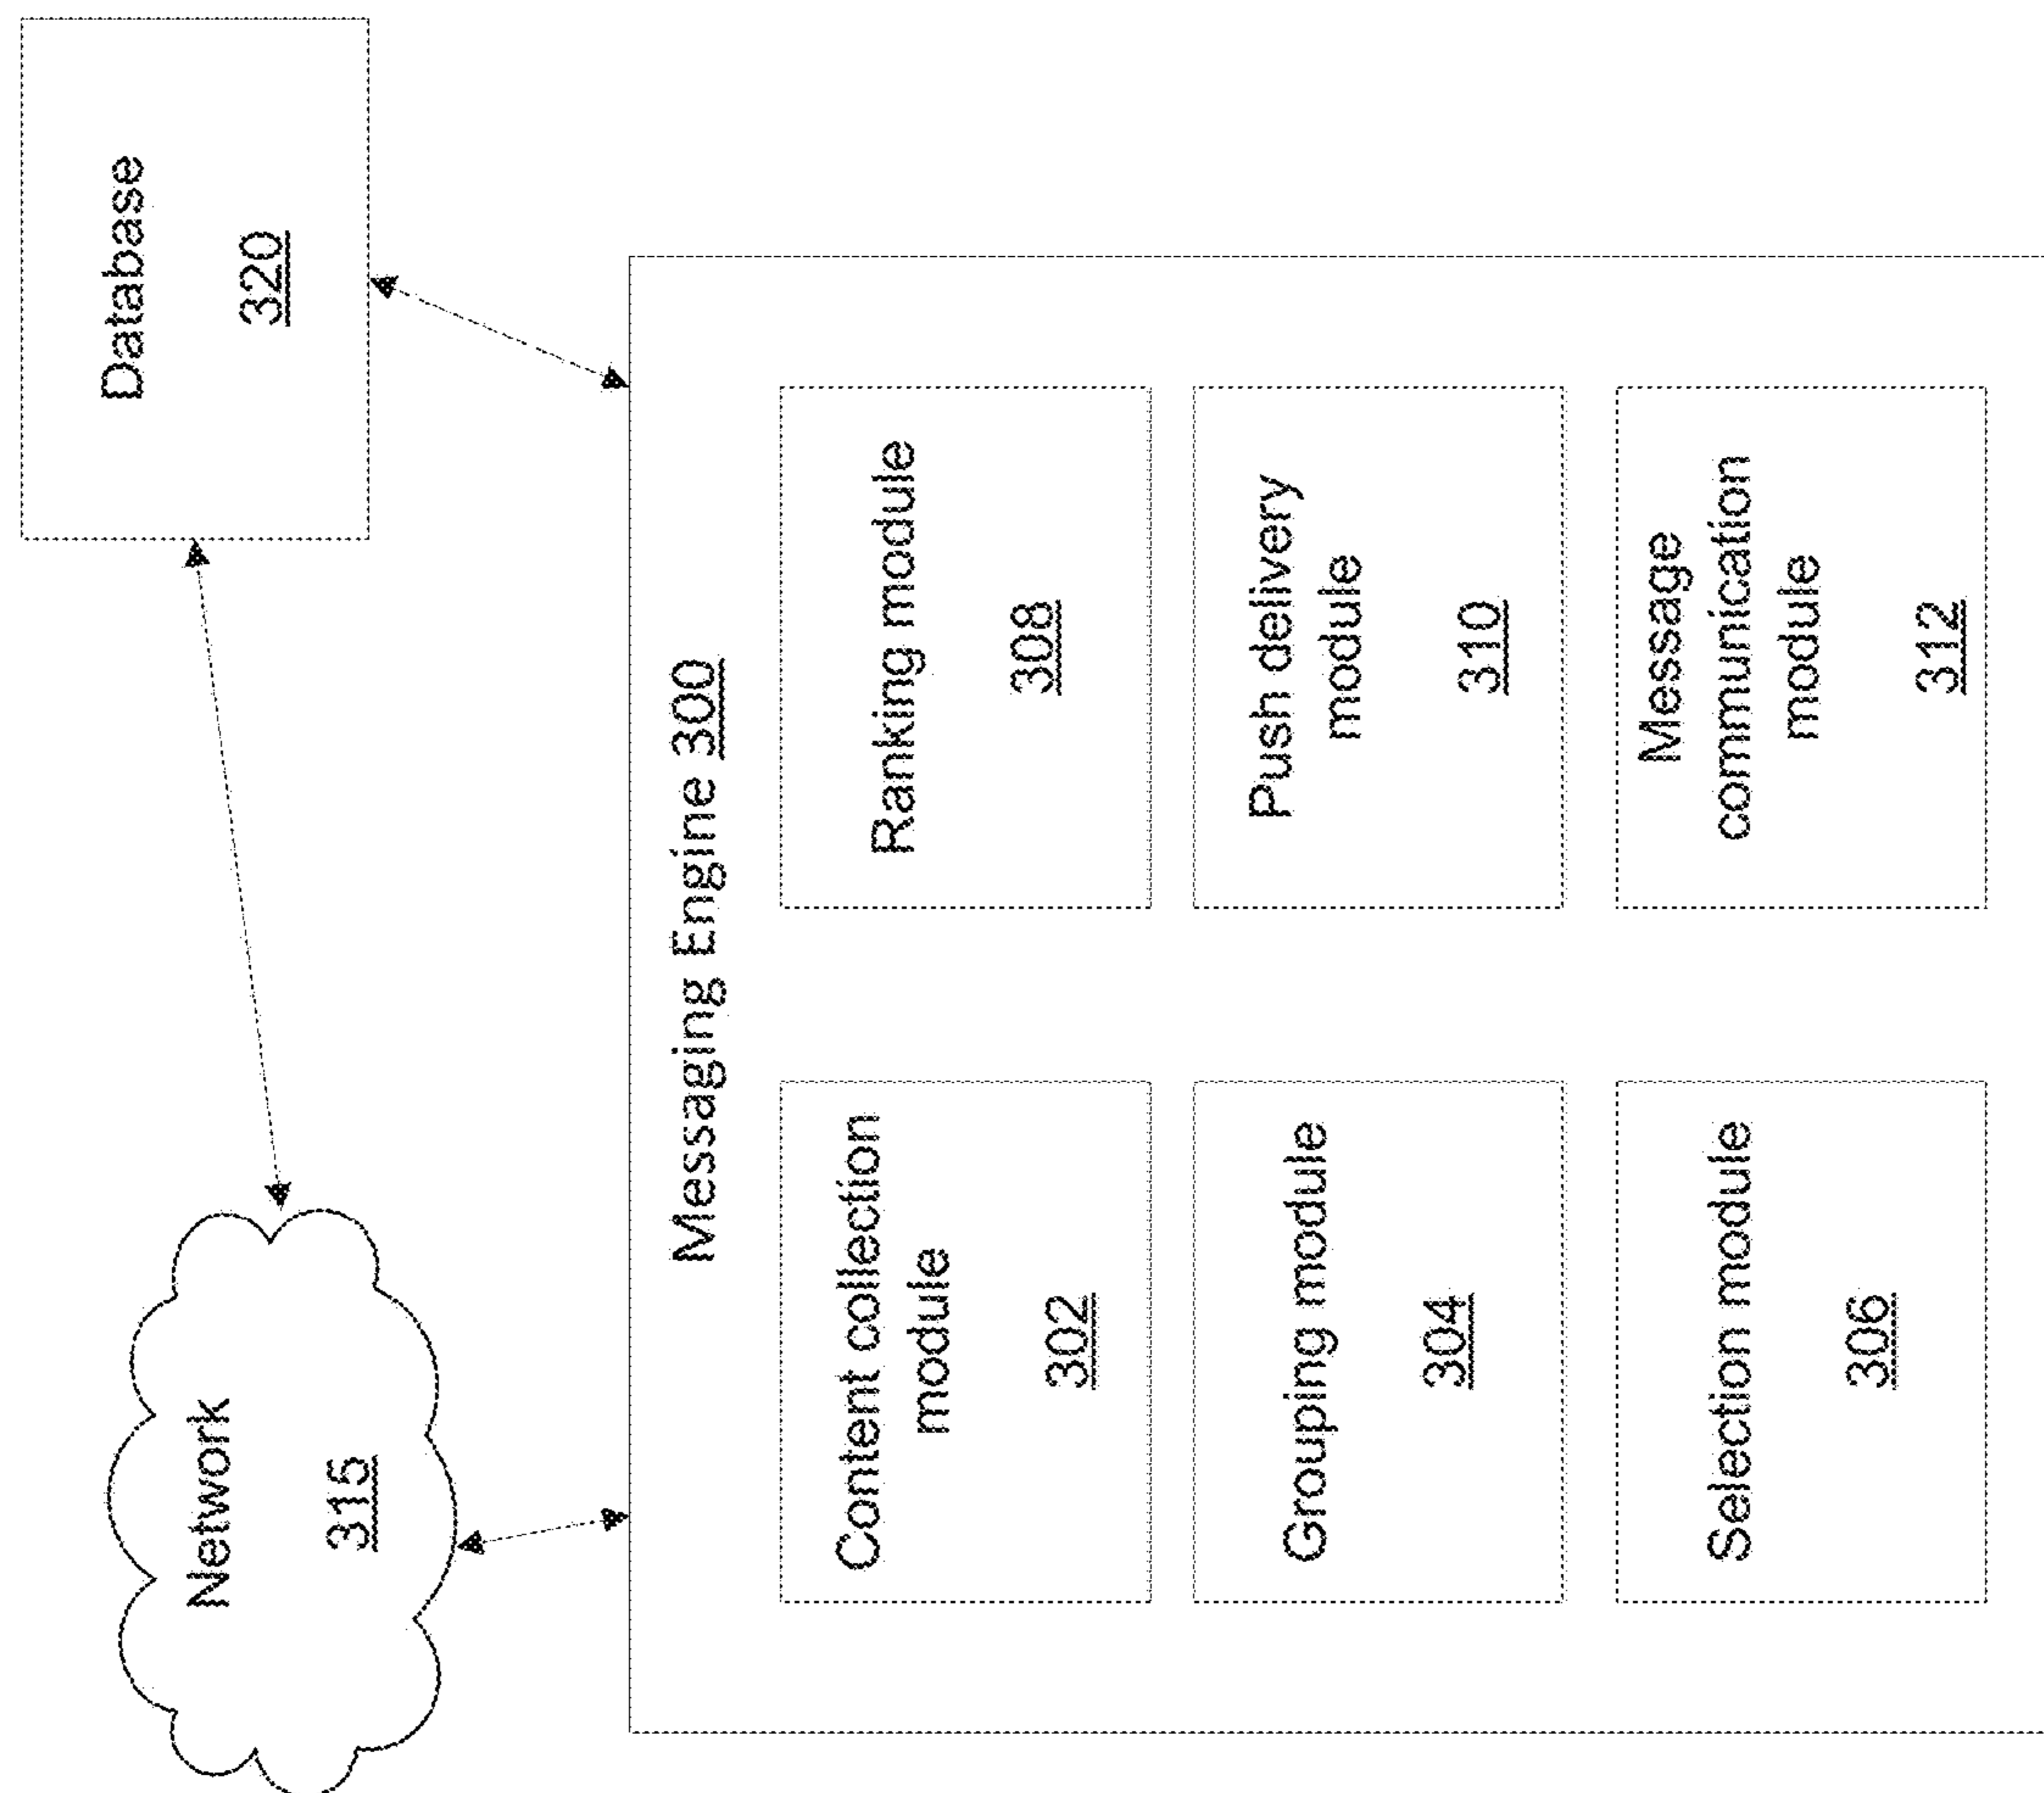 Network
315
Database
320
Messaging Engine 300
Content collection
module
302
Ranking module
308
Grouping module
304
Push delivery
module
310
Selection module
306
Message
communication
module
312